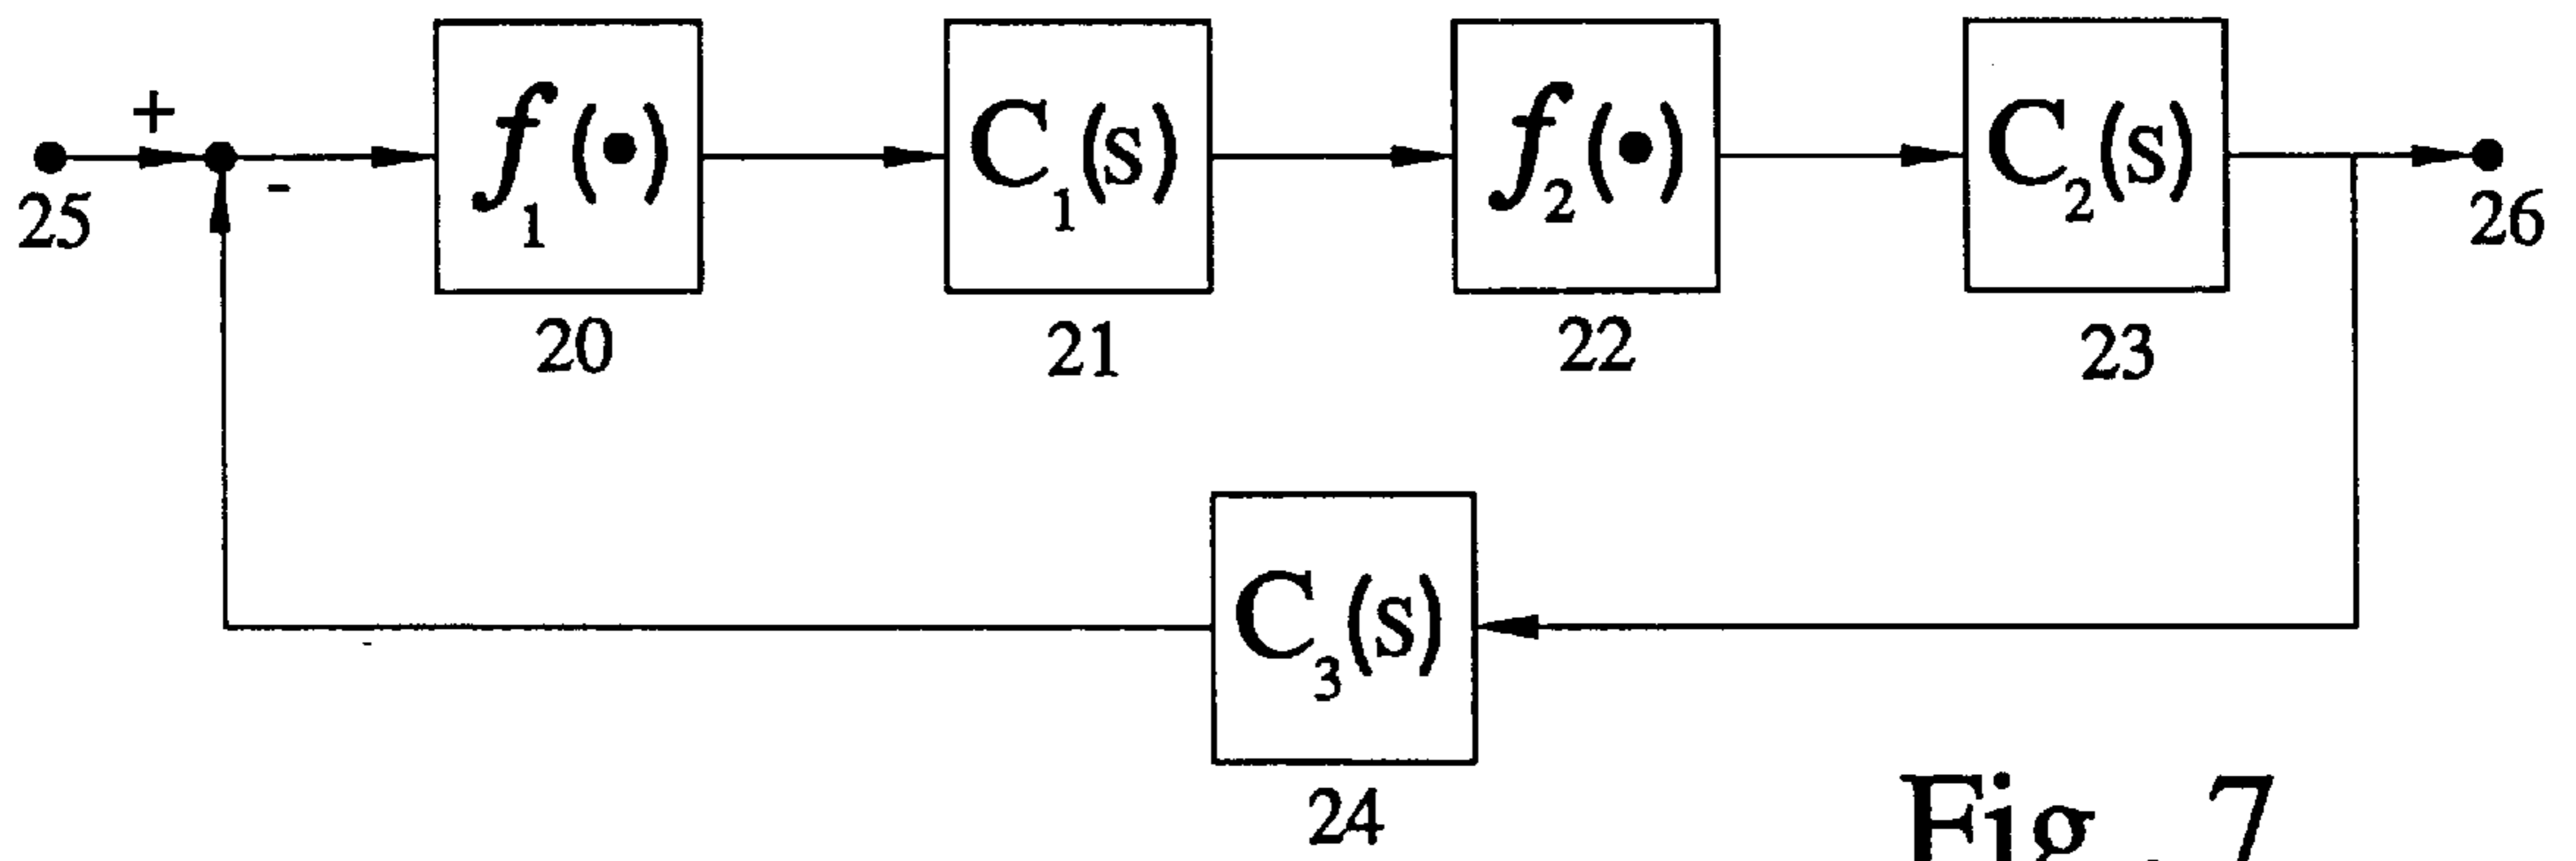 +
25
-
f₁(•)
20
C₁(s)
21
f₂(•)
22
C₂(s)
23
26
C₃(s)
24
Fig. 7